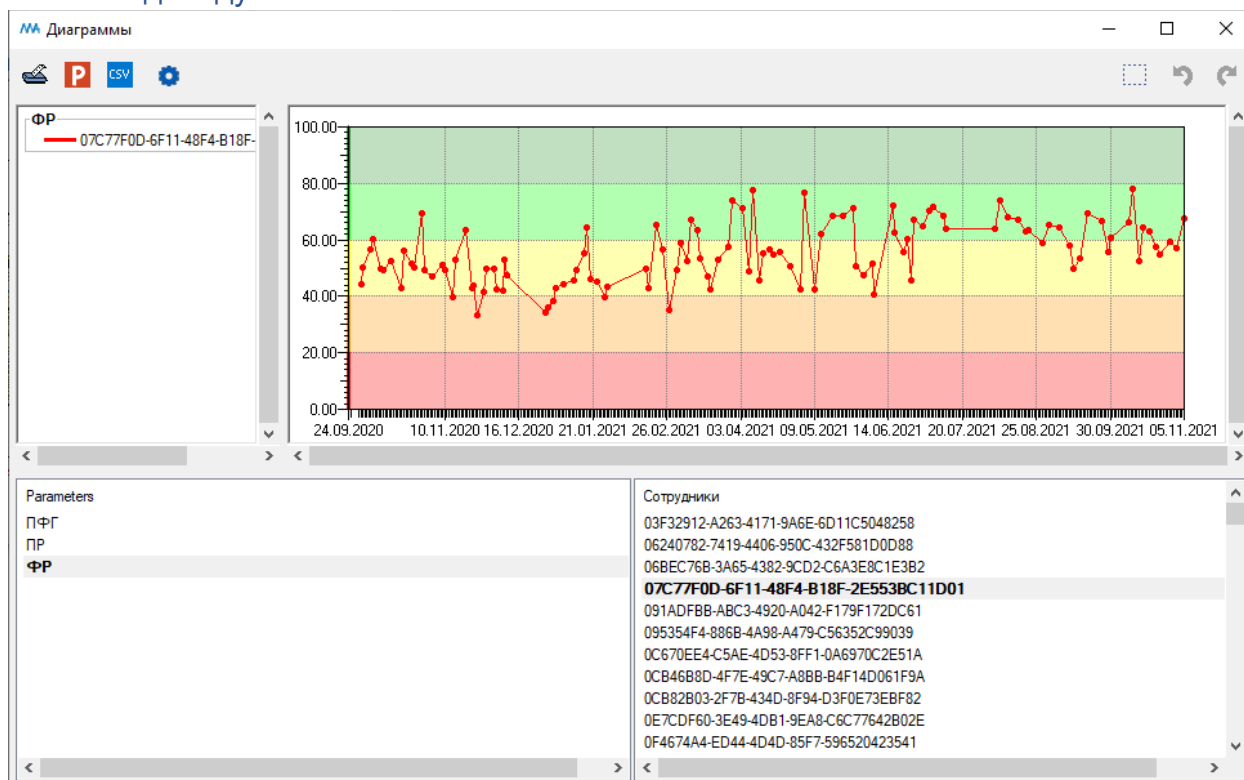 Диаграммы
CSV
ФР
07C77F0D-6F11-48F4-B18F-
100.00
80.00
60.00
40.00
20.00
0.00
24.09.2020 10.11.2020 16.12.2020 21.01.2021 26.02.2021 03.04.2021 09.05.2021 14.06.2021 20.07.2021 25.08.2021 30.09.2021 05.11.2021
Parameters
ПФГ
ПР
ФР
Сотрудники
03F32912-A263-4171-9A6E-6D11C5048258
06240782-7419-4406-950C-432F581D0D88
06BEC76B-3A65-4382-9CD2-C6A3E8C1E3B2
07C77F0D-6F11-48F4-B18F-2E553BC11D01
091ADFBB-ABC3-4920-A042-F179F172DC61
095354F4-886B-4A98-A479-C56352C99039
0C670EE4-C5AE-4D53-8FF1-0A6970C2E51A
0CB46B8D-4F7E-49C7-A8BB-B4F14D061F9A
0CB82B03-2F7B-434D-8F94-D3F0E73EBF82
0E7CDF60-3E49-4DB1-9EA8-C6C77642B02E
0F4674A4-ED44-4D4D-85F7-596520423541